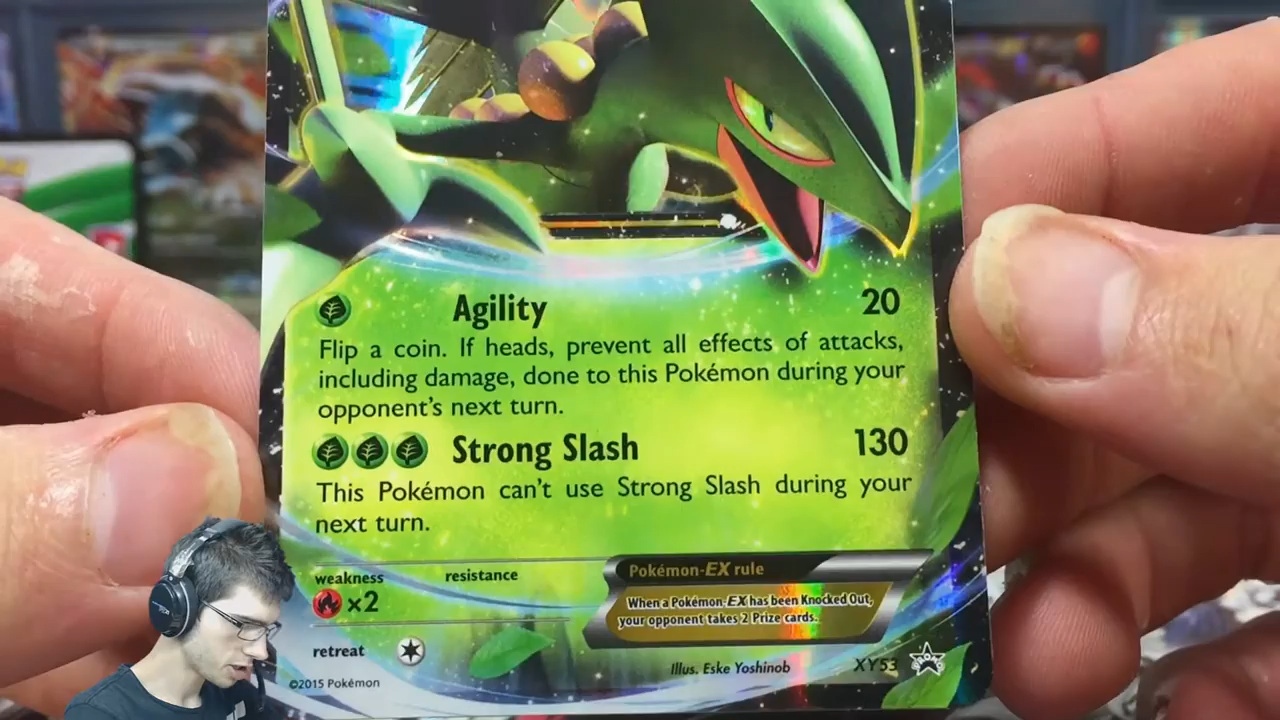 Agility 20
Flip a coin. If heads, prevent all effects of attacks,
including damage, done to this Pokémon during your
opponent's next turn.
Strong Slash 130
This Pokémon can't use Strong Slash during your
next turn.
weakness resistance
×2
Pokémon-EX rule
When a Pokémon-EX has been Knocked Out,
your opponent takes 2 Prize cards.
retreat
Illus. Eske Yoshinob XY53
©2015 Pokémon